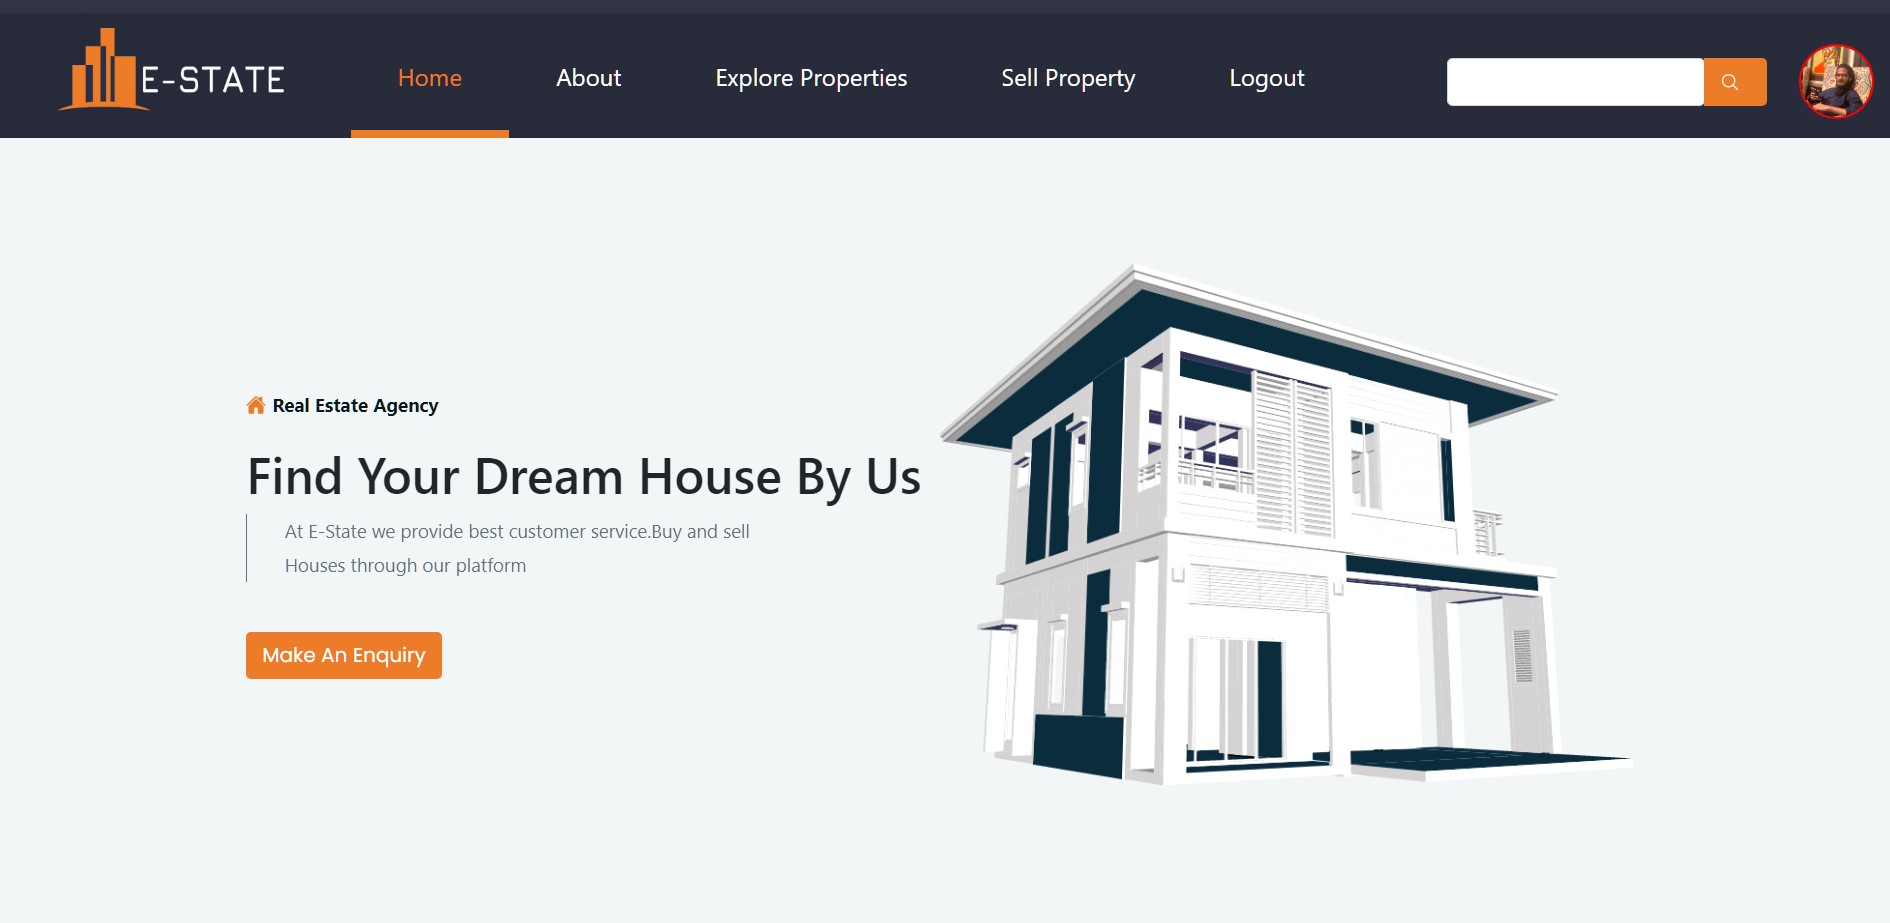 E-STATE
Home
About
Explore Properties
Sell Property
Logout
Real Estate Agency
Find Your Dream House By Us
At E-State we provide best customer service.Buy and sell
Houses through our platform
Make An Enquiry